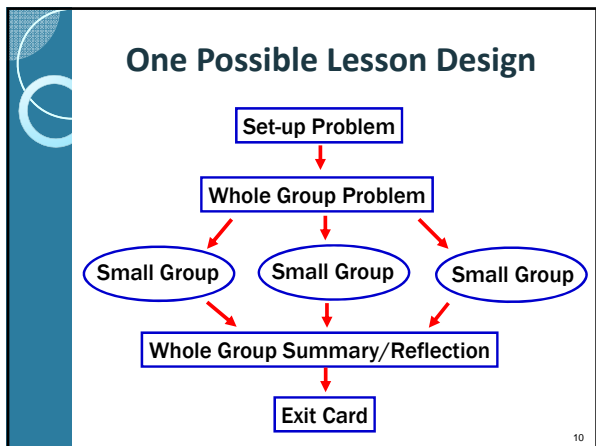 One Possible Lesson Design
Set-up Problem
Whole Group Problem
Small Group
Small Group
Small Group
Whole Group Summary/Reflection
Exit Card
10